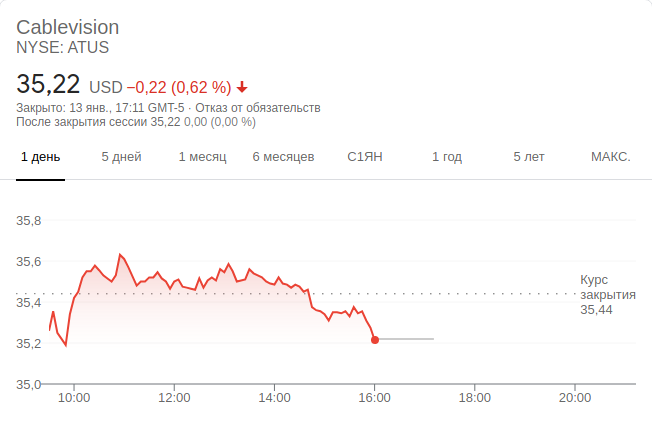 Cablevision
NYSE: ATUS
35,22 USD −0,22 (0,62 %)
Закрыто: 13 янв., 17:11 GMT-5 · Отказ от обязательств
После закрытия сессии 35,22 0,00 (0,00 %)
1 день 5 дней 1 месяц 6 месяцев С1ЯН 1 год 5 лет МАКС.
35,8
35,6
35,4
35,2
35,0
Курс
закрытия
35,44
10:00 12:00 14:00 16:00 18:00 20:00